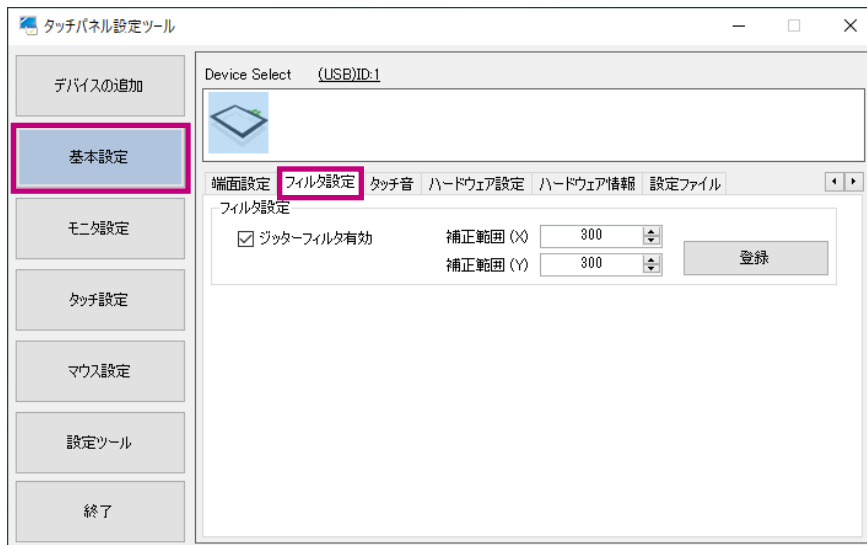 タッチパネル設定ツール
デバイスの追加
基本設定
モニタ設定
タッチ設定
マウス設定
設定ツール
終了
Device Select (USB)ID:1
端面設定 フィルタ設定 タッチ音 ハードウェア設定 ハードウェア情報 設定ファイル
フィルタ設定
ジッターフィルタ有効
補正範囲 (X) 300
補正範囲 (Y) 300
登録